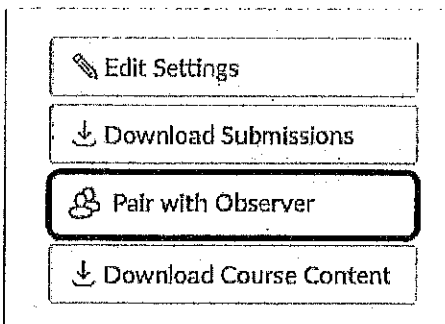 Edit Settings
Download Submissions
Pair with Observer
Download Course Content